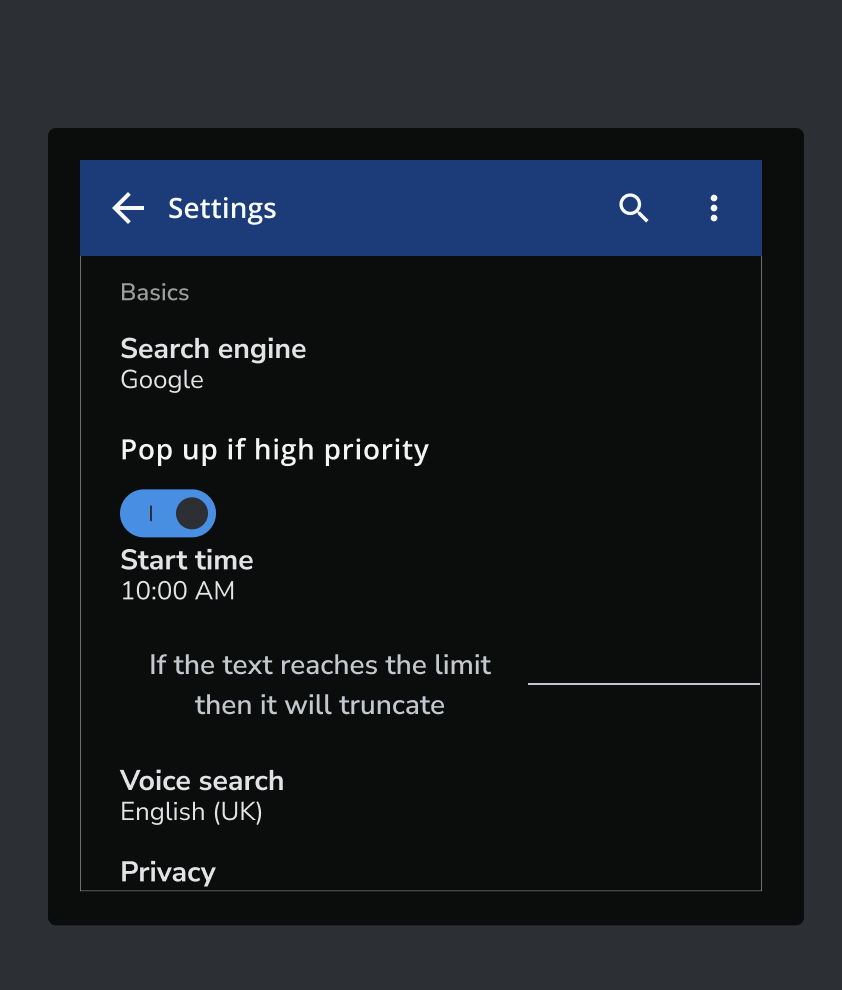 Settings
Basics
Search engine
Google
Pop up if high priority
Start time
10:00 AM
If the text reaches the limit
then it will truncate
Voice search
English (UK)
Privacy